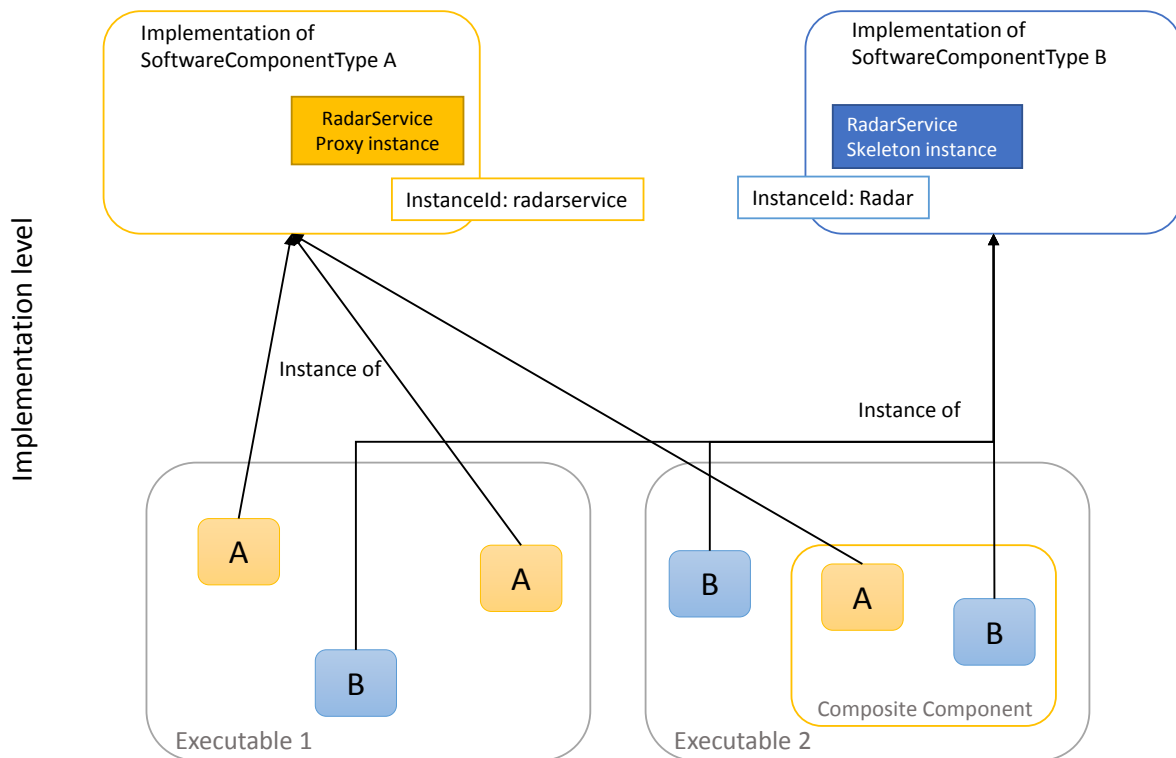 Implementation of
SoftwareComponentType A
RadarService
Proxy instance
InstanceId: radarservice
Implementation of
SoftwareComponentType B
RadarService
Skeleton instance
InstanceId: Radar
Implementation level
Instance of
Instance of
A
A
B
Executable 1
B
A
B
Composite Component
Executable 2